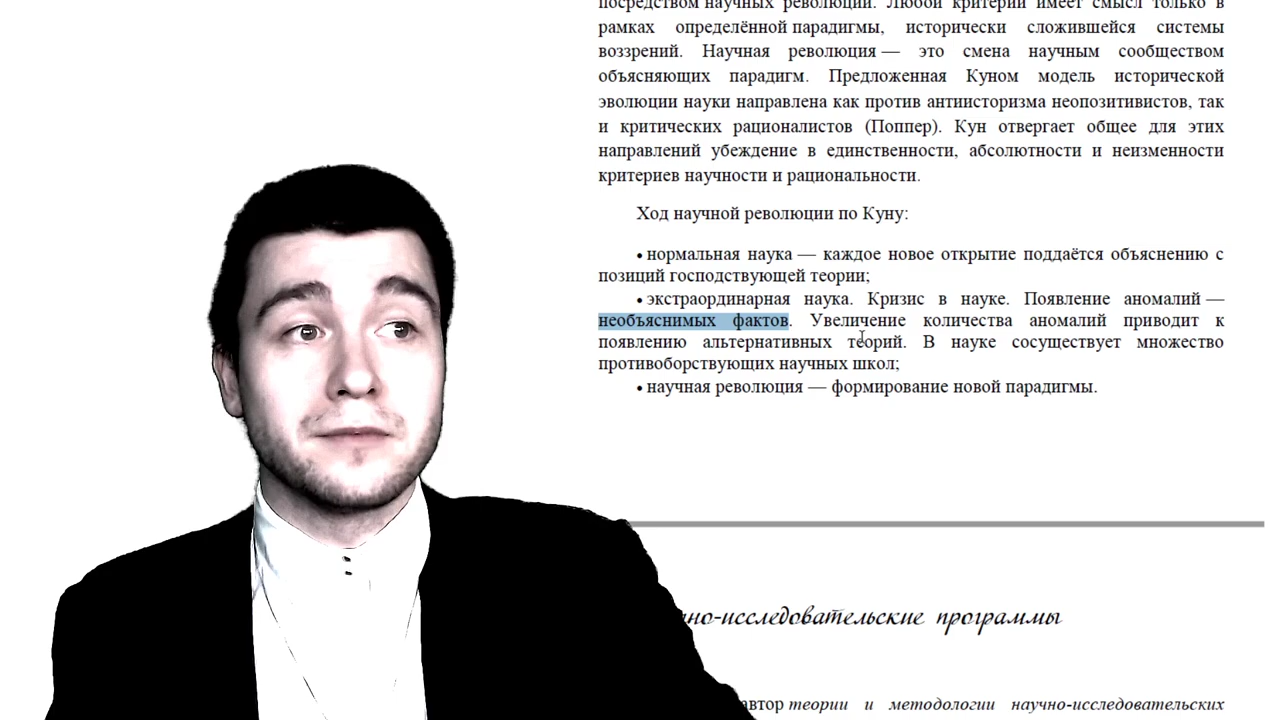 посредством научных революций. Любой критерий имеет смысл только в
рамках определённой парадигмы, исторически сложившейся системы
воззрений. Научная революция — это смена научным сообществом
объясняющих парадигм. Предложенная Куном модель исторической
эволюции науки направлена как против антиисторизма неопозитивистов, так
и критических рационалистов (Поппер). Кун отвергает общее для этих
направлений убеждение в единственности, абсолютности и неизменности
критериев научности и рациональности.
Ход научной революции по Куну:
• нормальная наука — каждое новое открытие поддаётся объяснению с
позиций господствующей теории;
• экстраординарная наука. Кризис в науке. Появление аномалий —
необъяснимых фактов. Увеличение количества аномалий приводит к
появлению альтернативных теорий. В науке сосуществует множество
противоборствующих научных школ;
• научная революция — формирование новой парадигмы.
но-исследовательские программы
автор теории и методологии научно-исследовательских